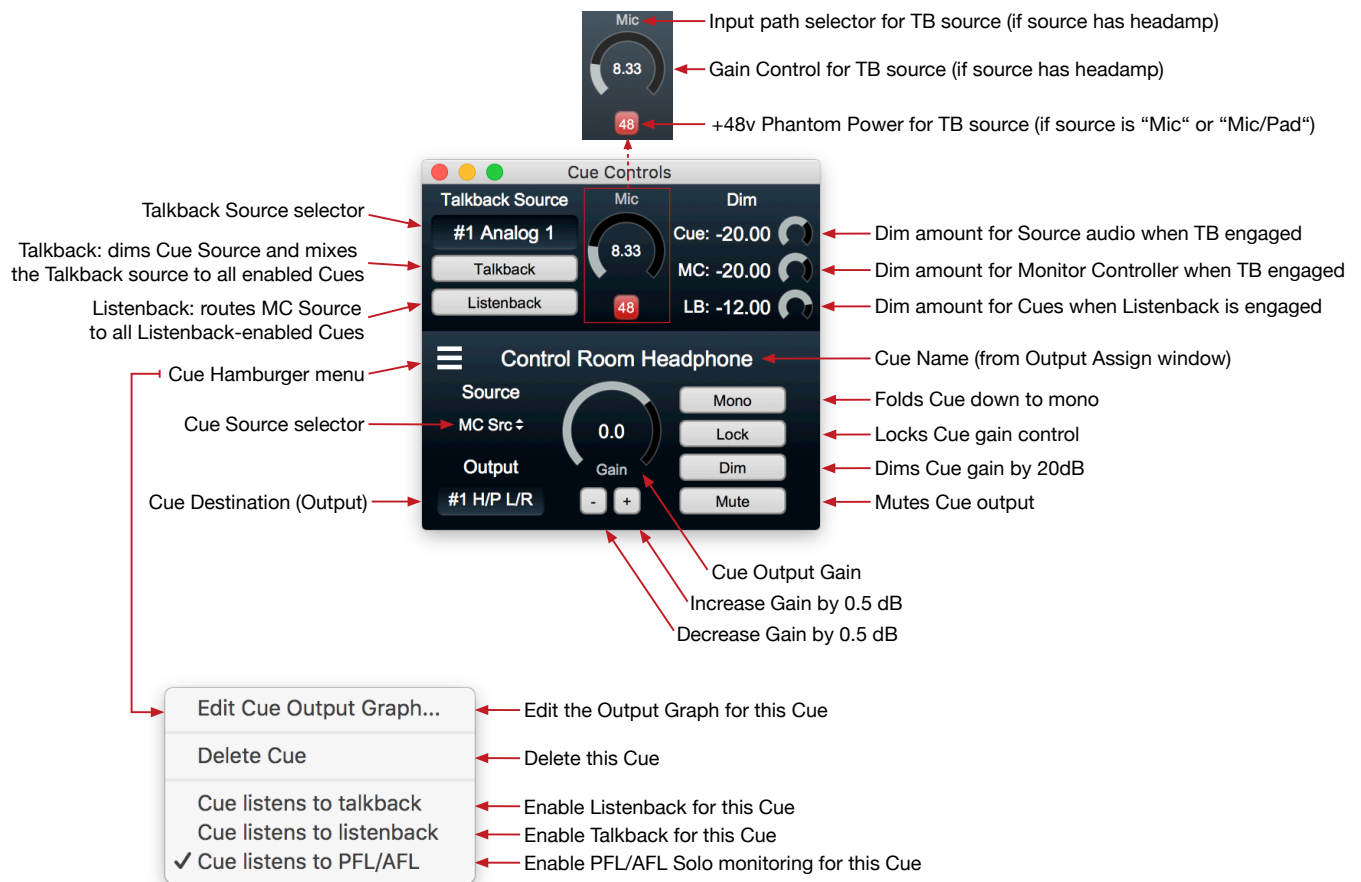 Mic
Input path selector for TB source (if source has headamp)
8.33
Gain Control for TB source (if source has headamp)
48
+48v Phantom Power for TB source (if source is “Mic“ or “Mic/Pad“)
Cue Controls
Talkback Source
Mic
Dim
Talkback Source selector
#1 Analog 1
8.33
Cue: -20.00
Dim amount for Source audio when TB engaged
Talkback: dims Cue Source and mixes
the Talkback source to all enabled Cues
Talkback
MC: -20.00
Dim amount for Monitor Controller when TB engaged
Listenback: routes MC Source
to all Listenback-enabled Cues
Listenback
48
LB: -12.00
Dim amount for Cues when Listenback is engaged
Control Room Headphone
Cue Name (from Output Assign window)
Cue Hamburger menu
Source
Mono
Folds Cue down to mono
Cue Source selector
MC Src
0.0
Lock
Locks Cue gain control
Output
Gain
Dim
Dims Cue gain by 20dB
Cue Destination (Output)
#1 H/P L/R
-
+
Mute
Mutes Cue output
Cue Output Gain
Increase Gain by 0.5 dB
Decrease Gain by 0.5 dB
Edit Cue Output Graph...
Edit the Output Graph for this Cue
Delete Cue
Delete this Cue
Cue listens to talkback
Enable Listenback for this Cue
Cue listens to listenback
Enable Talkback for this Cue
✓ Cue listens to PFL/AFL
Enable PFL/AFL Solo monitoring for this Cue